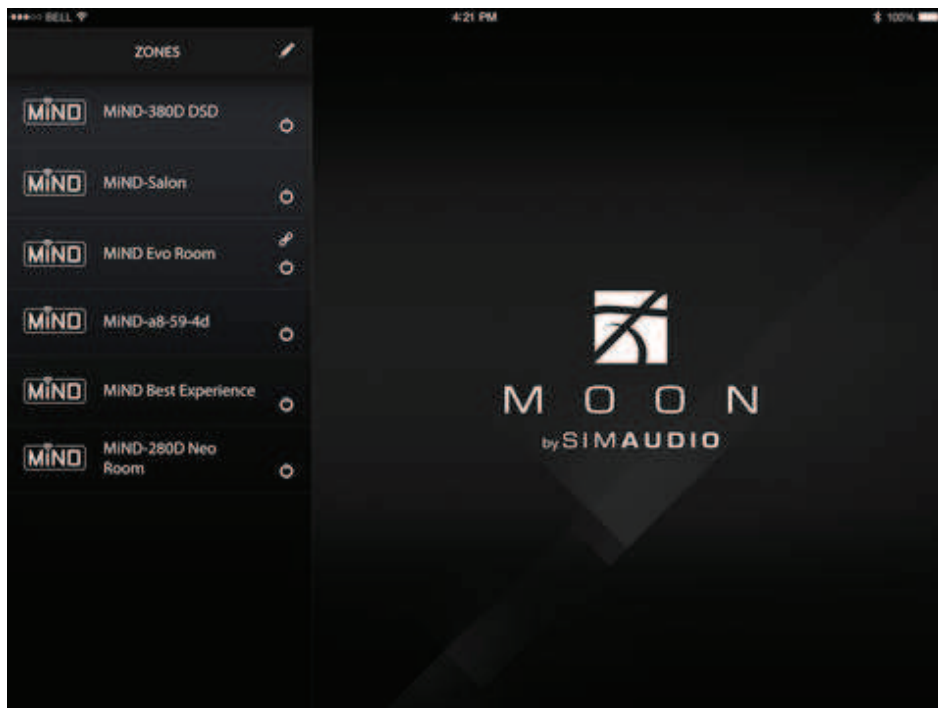 BELL
4:21 PM
100%
ZONES
MiND
MiND-380D DSD
MiND
MiND-Salon
MiND
MiND Evo Room
MiND
MiND-a8-59-4d
MiND
MiND Best Experience
MiND
MiND-280D Neo
Room
MOON
by SIMAUDIO